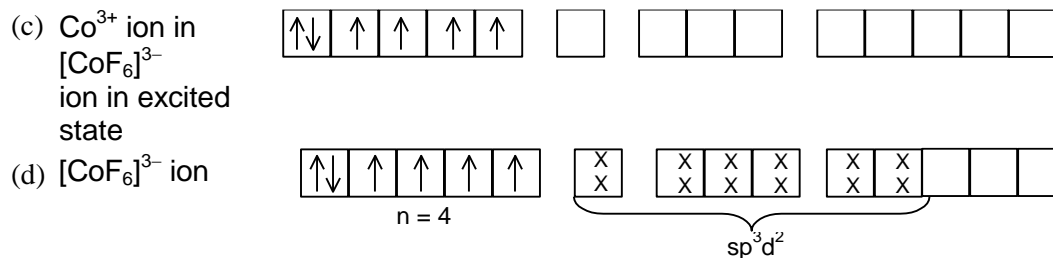 (c) Co³⁺ ion in
[CoF₆]³⁻
ion in excited
state
(d) [CoF₆]³⁻ ion
X X X X X X
X X X X X X
n = 4
sp³d²